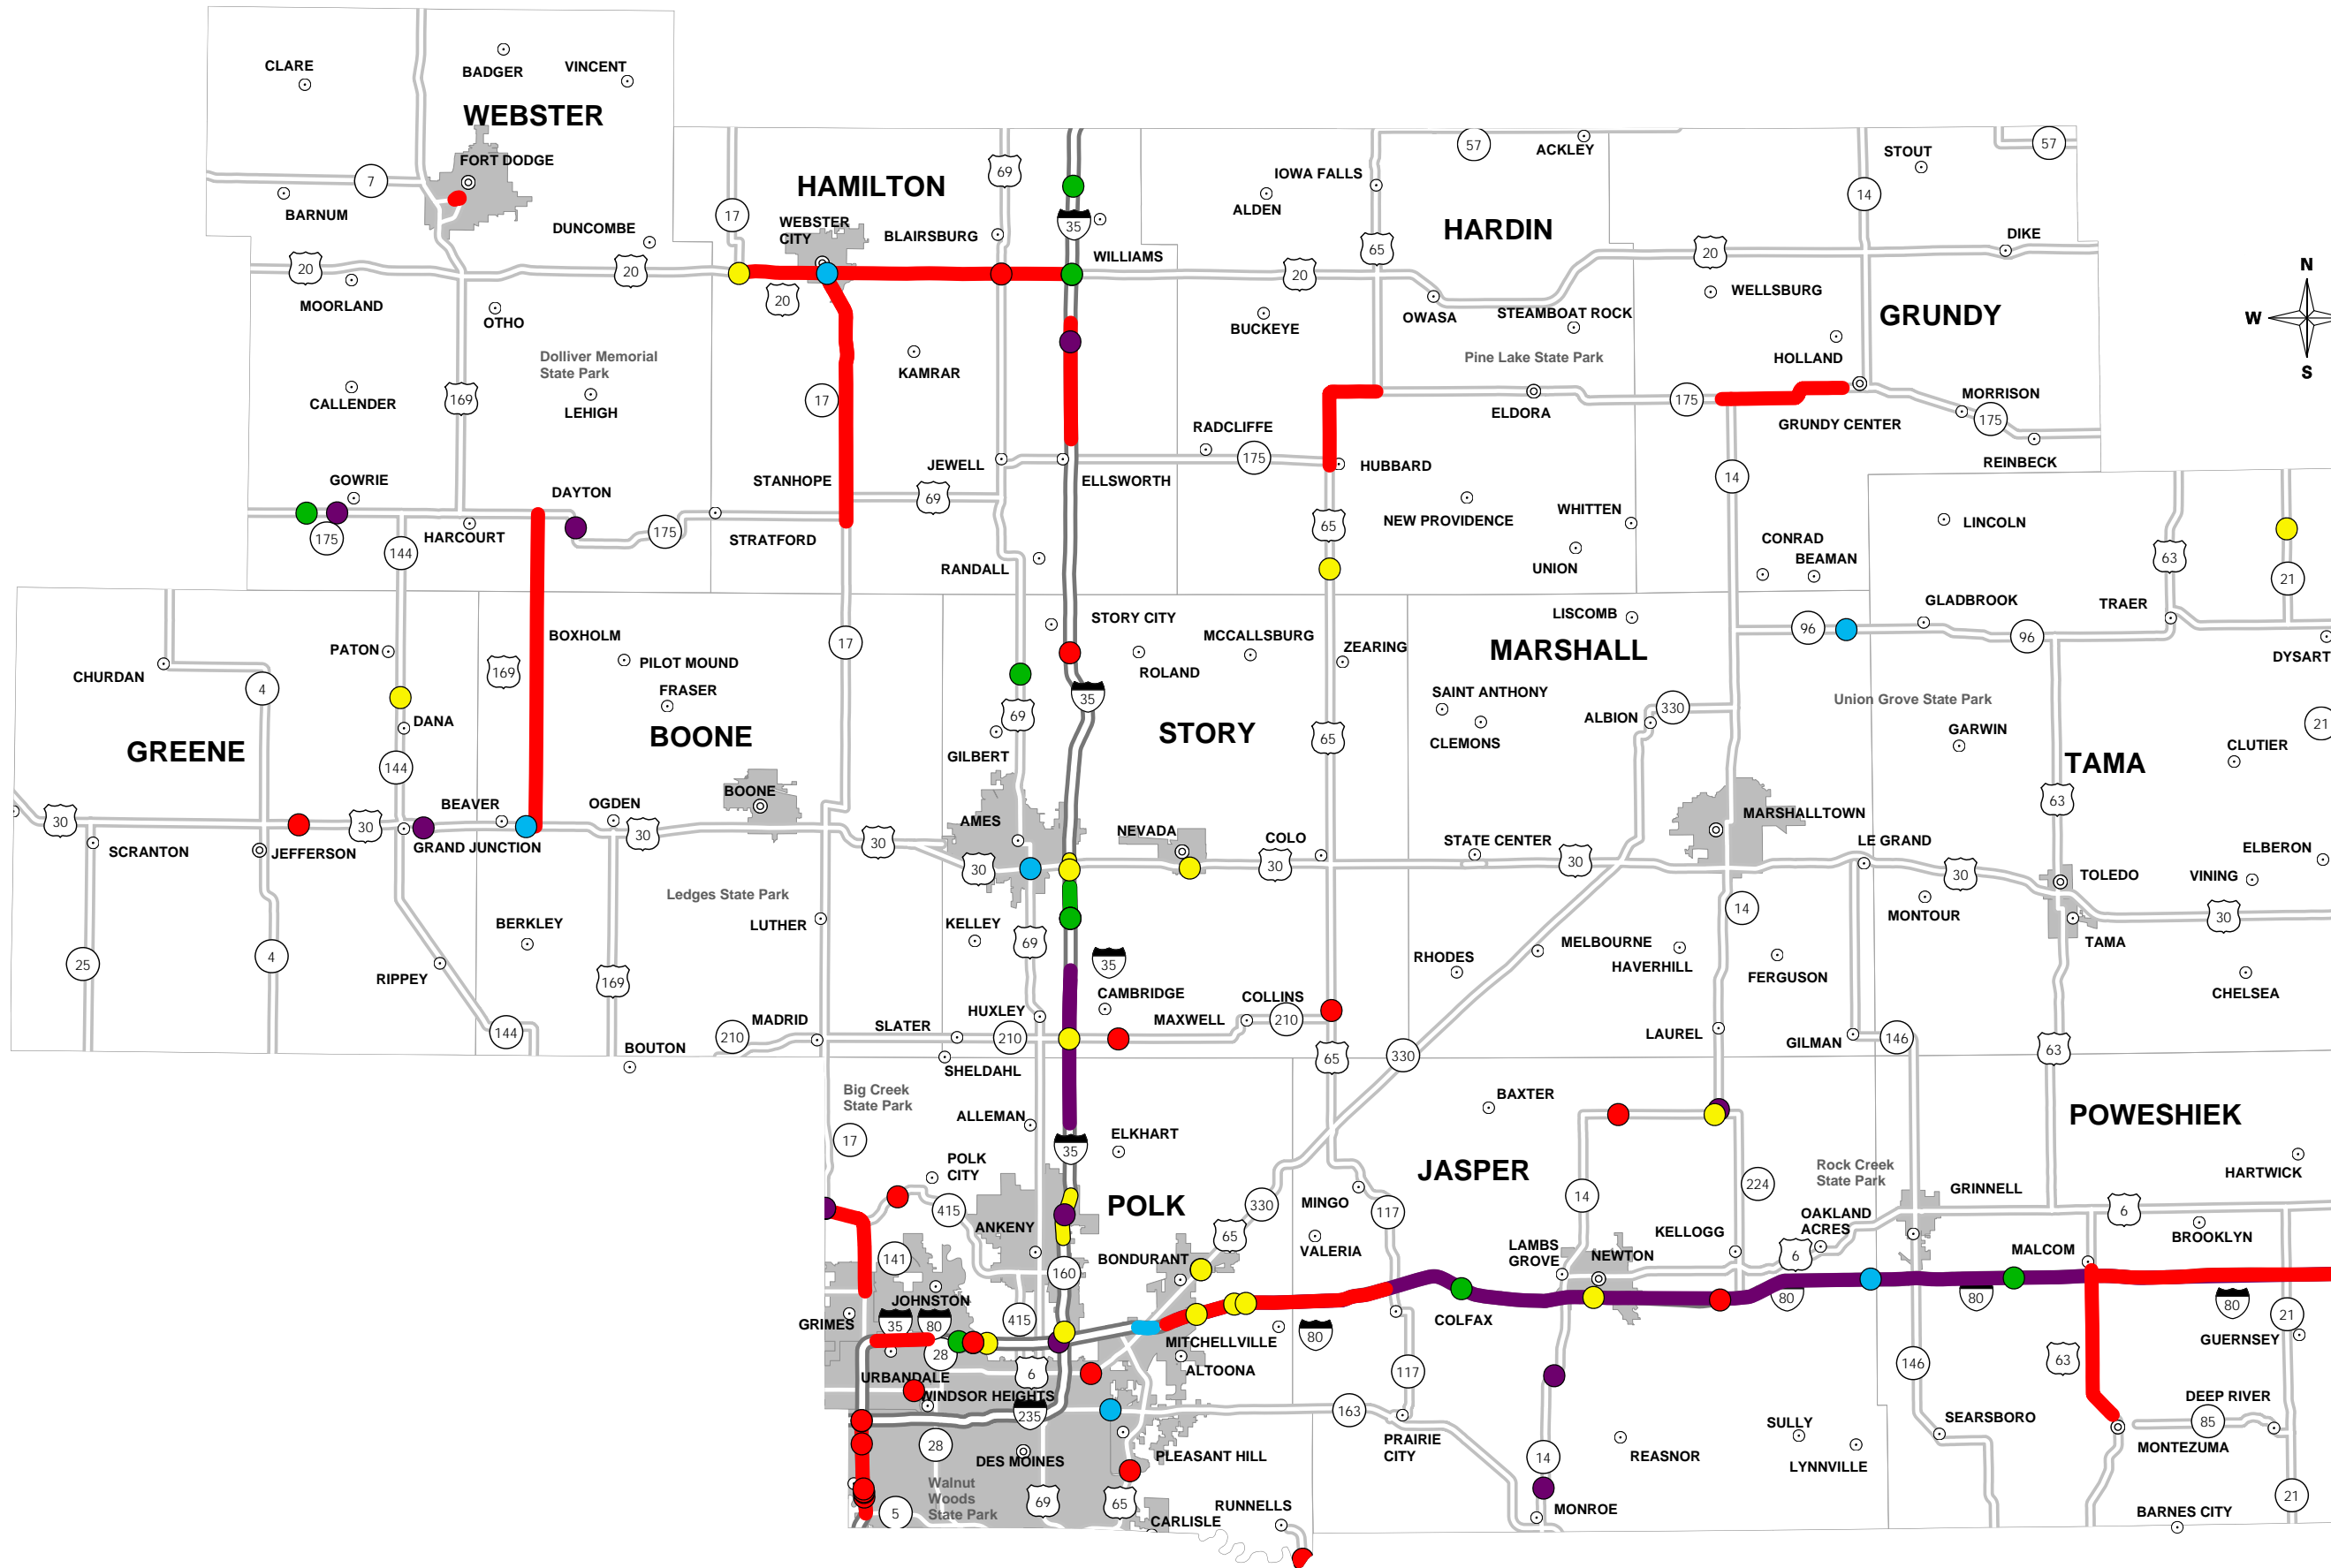 CLARE
BADGER
VINCENT
WEBSTER
FORT DODGE
7
BARNUM
DUNCOMBE
20
MOORLAND
20
OTHO
Dolliver Memorial
State Park
CALLENDER
169
LEHIGH
GOWRIE
DAYTON
175
144
HARCOURT
175
STRATFORD
HAMILTON
17
WEBSTER
CITY
BLAIRSBURG
69
35
WILLIAMS
20
KAMRAR
17
STANHOPE
JEWELL
69
ELLSWORTH
RANDALL
IOWA FALLS
57
ACKLEY
ALDEN
HARDIN
65
20
BUCKEYE
OWASA
STEAMBOAT ROCK
Pine Lake State Park
RADCLIFFE
175
HUBBARD
ELDORA
65
NEW PROVIDENCE
WHITTEN
UNION
STOUT
57
14
DIKE
20
WELLSBURG
GRUNDY
HOLLAND
175
MORRISON
175
GRUNDY CENTER
REINBECK
14
CONRAD
BEAMAN
N
W
S
LINCOLN
63
21
GLADBROOK
TRAER
96
96
DYSART
Union Grove State Park
GARWIN
21
CLUTIER
TAMA
63
ELBERON
TOLEDO
VINING
30
MONTOUR
30
TAMA
CHELSEA
63
PATON
CHURDAN
4
DANA
GREENE
144
30
30
SCRANTON
JEFFERSON
GRAND JUNCTION
25
4
RIPPEY
144
BOXHOLM
169
PILOT MOUND
FRASER
17
BOONE
BEAVER
OGDEN
BOONE
30
30
Ledges State Park
BERKLEY
LUTHER
169
BOUTON
210
MADRID
STORY CITY
MCCALLSBURG
ZEARING
ROLAND
35
69
STORY
GILBERT
65
AMES
NEVADA
COLO
30
30
KELLEY
69
35
CAMBRIDGE
COLLINS
HUXLEY
MAXWELL
210
SLATER
210
SHELDAHL
65
LISCOMB
MARSHALL
SAINT ANTHONY
ALBION
330
CLEMONS
MARSHALLTOWN
STATE CENTER
30
LE GRAND
14
MELBOURNE
RHODES
HAVERHILL
FERGUSON
LAUREL
GILMAN
146
330
Big Creek
State Park
ALLEMAN
17
ELKHART
35
POLK
CITY
415
ANKENY
POLK
330
65
141
BONDURANT
160
JOHNSTON
GRIMES
35
80
415
28
MITCHELLVILLE
80
URBANDALE
6
ALTOONA
WINDSOR HEIGHTS
235
28
DES MOINES
PLEASANT HILL
Walnut
Woods
State Park
5
69
65
RUNNELLS
CARLISLE
BAXTER
JASPER
MINGO
117
14
224
VALERIA
LAMBS
GROVE
NEWTON
KELLOGG
COLFAX
80
117
163
PRAIRIE
CITY
14
REASNOR
SULLY
LYNNVILLE
MONROE
POWESHIEK
Rock Creek
State Park
GRINNELL
HARTWICK
OAKLAND
ACRES
6
6
BROOKLYN
MALCOM
80
80
21
GUERNSEY
146
63
DEEP RIVER
SEARSBORO
85
MONTEZUMA
21
BARNES CITY